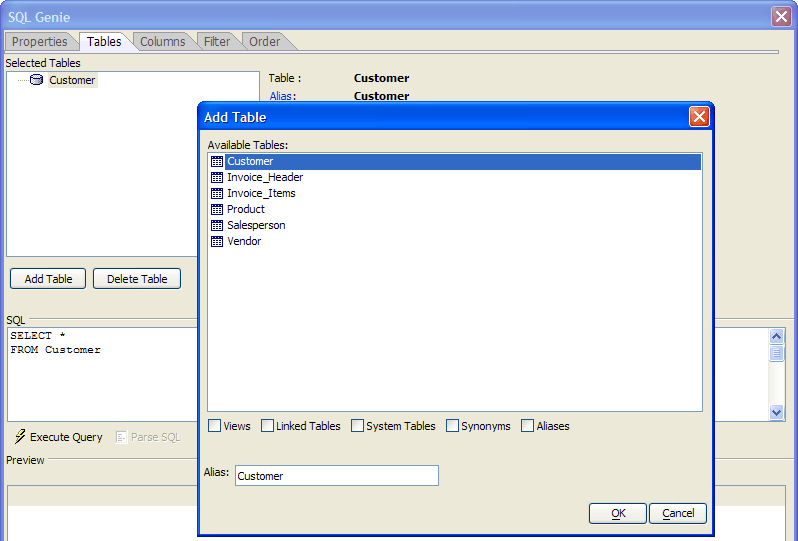 SQL Genie
Properties Tables Columns Filter Order
Selected Tables
Customer
Table : Customer
Alias: Customer
Add Table
Available Tables:
Customer
Invoice_Header
Invoice_Items
Product
Salesperson
Vendor
Views Linked Tables System Tables Synonyms Aliases
Alias: Customer
OK Cancel
Add Table Delete Table
SQL
SELECT *
FROM Customer
Execute Query Parse SQL
Preview